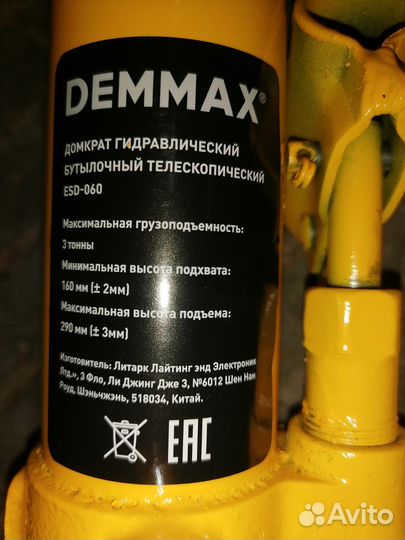 DEMMAX®
ДОМКРАТ ГИДРАВЛИЧЕСКИЙ
БУТЫЛОЧНЫЙ ТЕЛЕСКОПИЧЕСКИЙ
ESD-060
Максимальная грузоподъемность:
3 тонны
Минимальная высота подхвата:
160 мм (± 2мм)
Максимальная высота подъема:
290 мм (± 3мм)
Изготовитель: Литарк Лайтинг энд Электроник
Лтд.», 3 Фло, Ли Джинг Дже 3, №6012 Шен Нан
Роуд, Шэньчжэнь, 518034, Китай.
EAC
Avito